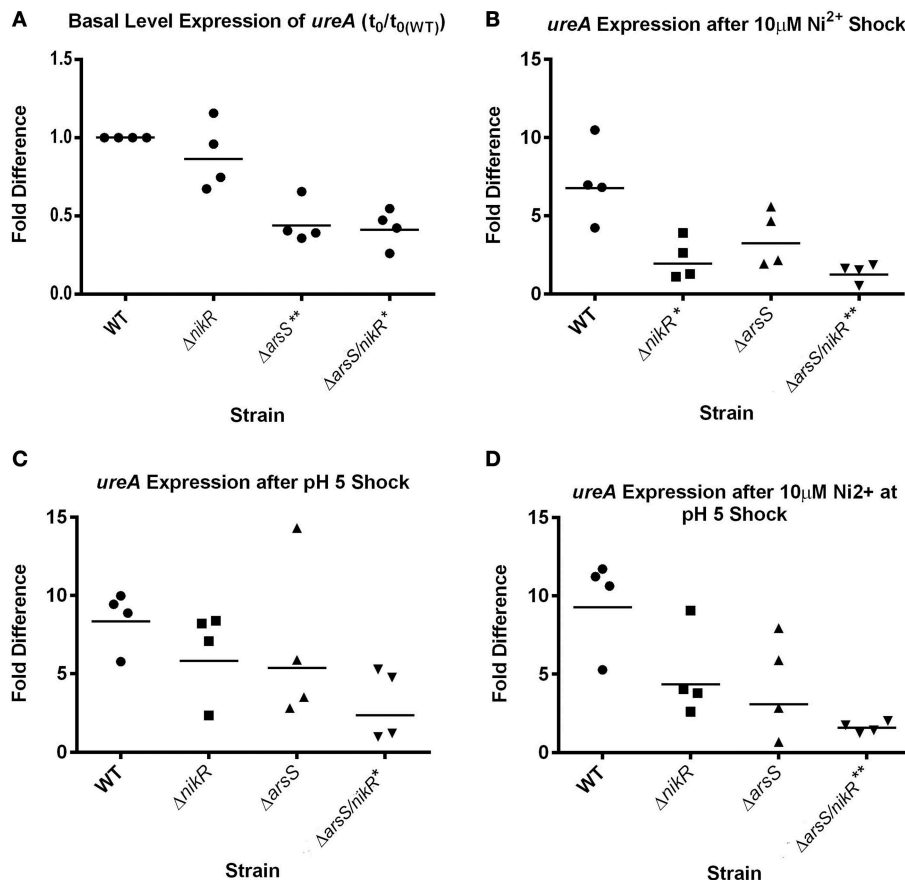 A
Basal Level Expression of ureA (t0/t0(WT))
Fold Difference
1.5
1.0
0.5
0.0
WT
ΔnikR
ΔarsS**
ΔarsS/nikR*
Strain
B
ureA Expression after 10μM Ni2+ Shock
Fold Difference
15
10
5
0
WT
ΔnikR*
ΔarsS
ΔarsS/nikR**
Strain
C
ureA Expression after pH 5 Shock
Fold Difference
15
10
5
0
WT
ΔnikR
ΔarsS
ΔarsS/nikR*
Strain
D
ureA Expression after 10μM Ni2+ at
pH 5 Shock
Fold Difference
15
10
5
0
WT
ΔnikR
ΔarsS
ΔarsS/nikR**
Strain